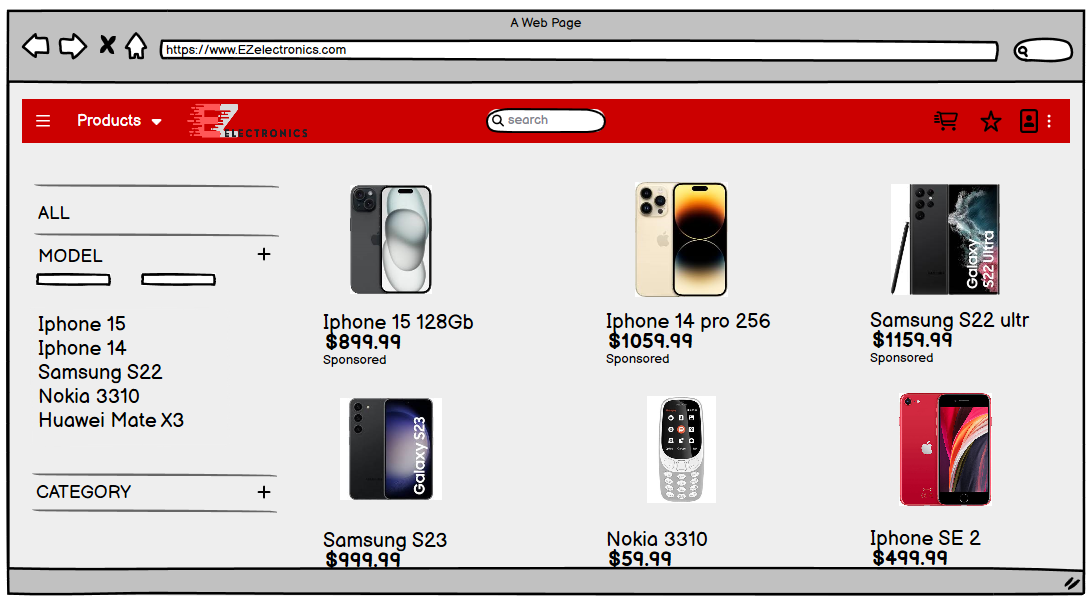 A Web Page
https://www.EZelectronics.com
Products
EZ
ELECTRONICS
search
ALL
MODEL
Iphone 15
Iphone 14
Samsung S22
Nokia 3310
Huawei Mate X3
CATEGORY
Iphone 15 128Gb
$899.99
Sponsored
Iphone 14 pro 256
$1059.99
Sponsored
Galaxy
S22 Ultra
Samsung S22 ultr
$1159.99
Sponsored
Galaxy S23
Samsung S23
$999.99
Nokia 3310
$59.99
Iphone SE 2
$499.99